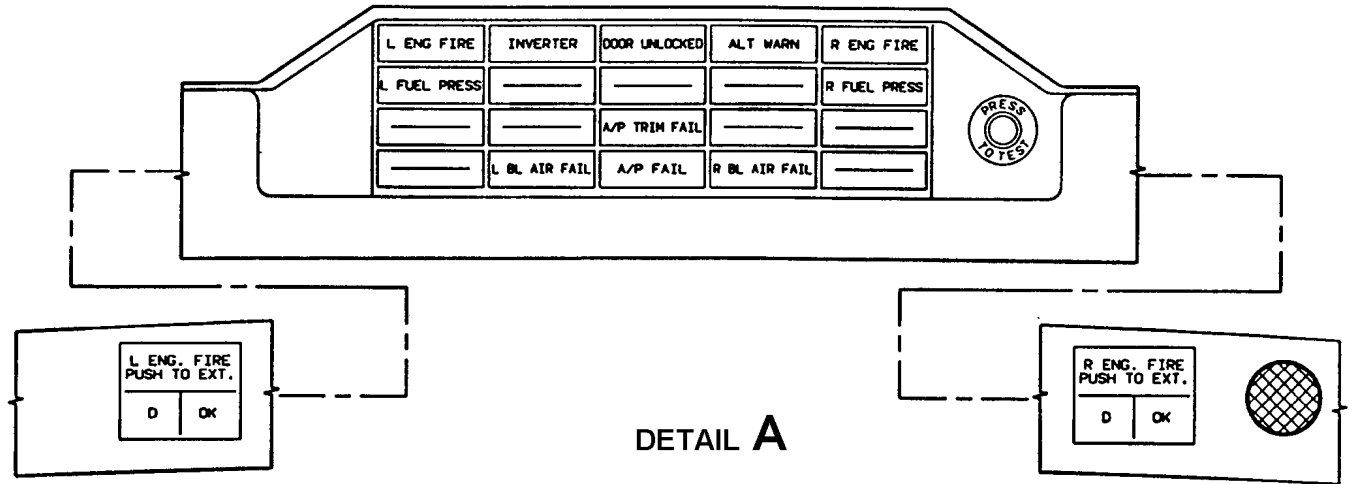 L ENG FIRE INVERTER DOOR UNLOCKED ALT WARN R ENG FIRE
L FUEL PRESS R FUEL PRESS
PRESS
TO TEST
A/P TRIM FAIL
L BL AIR FAIL A/P FAIL R BL AIR FAIL
L ENG. FIRE
PUSH TO EXT.
D OK
R ENG. FIRE
PUSH TO EXT.
D OK
DETAIL A